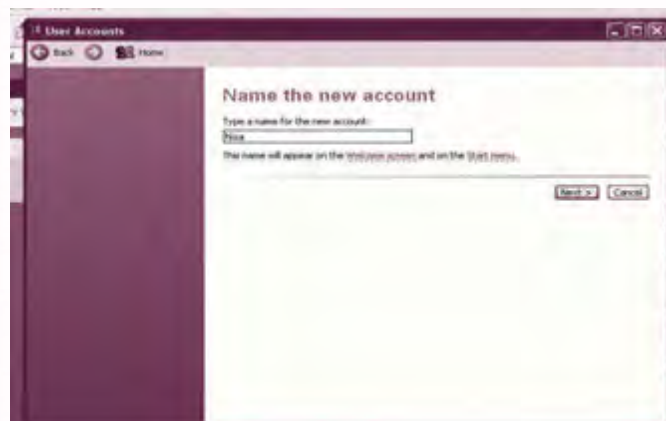 User Accounts
Back Home
Name the new account
Type a name for the new account:
This name will appear on the Welcome screen and on the Start menu.
Next > Cancel